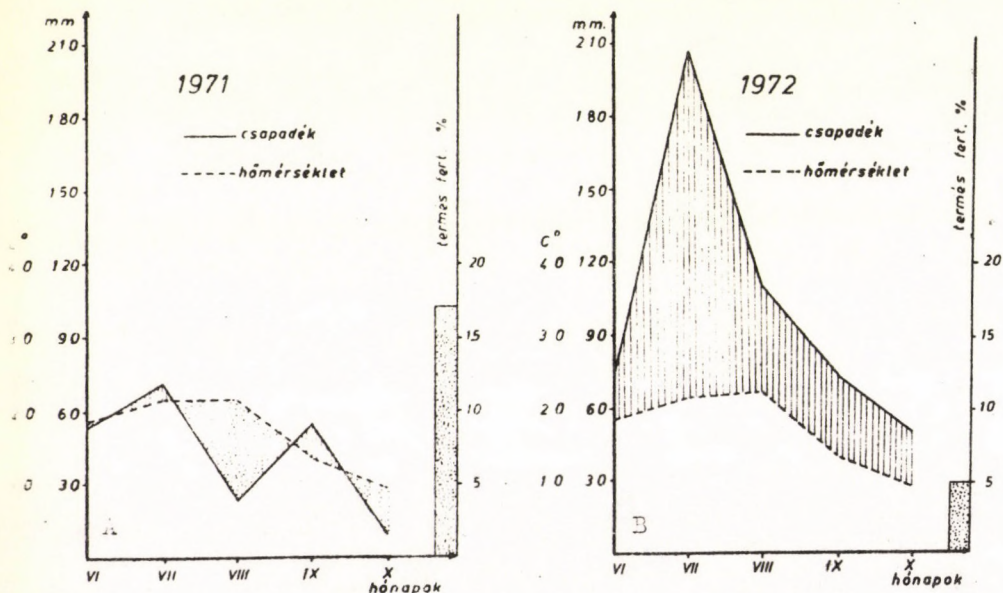 mm
210
1971
180
csapadék
hőmérséklet
150
termés fert. %
120
20
90
15
60
10
30
5
A
VI
VII
VIII
IX
X
hónapok
mm.
210
1972
180
csapadék
hőmérséklet
150
termés fert. %
C°
40
120
20
30
90
15
20
60
10
10
30
5
B
VI
VII
VIII
IX
X
hónapok